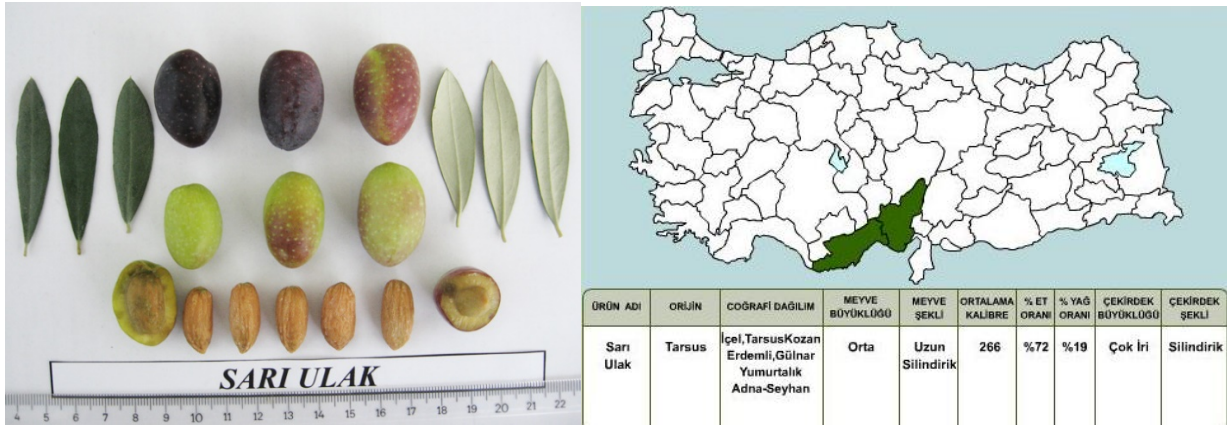 SARI ULAK
4 5 6 7 8 9 10 11 12 13 14 15 16 17 18 19 20 21 22
ÜRÜN ADI
ORİJİN
COĞRAFİ DAĞILIM
MEYVE
BÜYÜKLÜĞÜ
MEYVE
ŞEKLİ
ORTALAMA
KALİBRE
% ET
ORANI
% YAĞ
ORANI
ÇEKİRDEK
BÜYÜKLÜĞÜ
ÇEKİRDEK
ŞEKLİ
Sarı
Ulak
Tarsus
İçel,TarsusKozan
Erdemli,Gülnar
Yumurtalık
Adna-Seyhan
Orta
Uzun
Silindirik
266
%72
%19
Çok İri
Silindirik